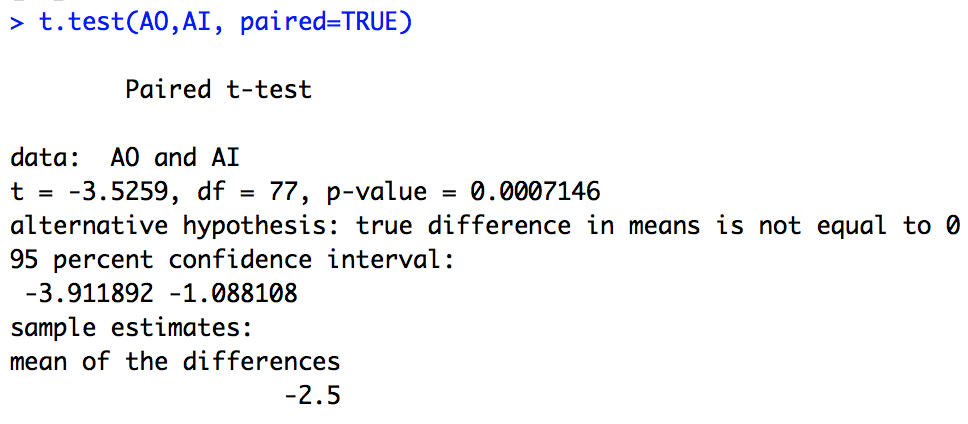 > t.test(AO,AI, paired=TRUE)
Paired t-test
data: AO and AI
t = -3.5259, df = 77, p-value = 0.0007146
alternative hypothesis: true difference in means is not equal to 0
95 percent confidence interval:
-3.911892 -1.088108
sample estimates:
mean of the differences
-2.5